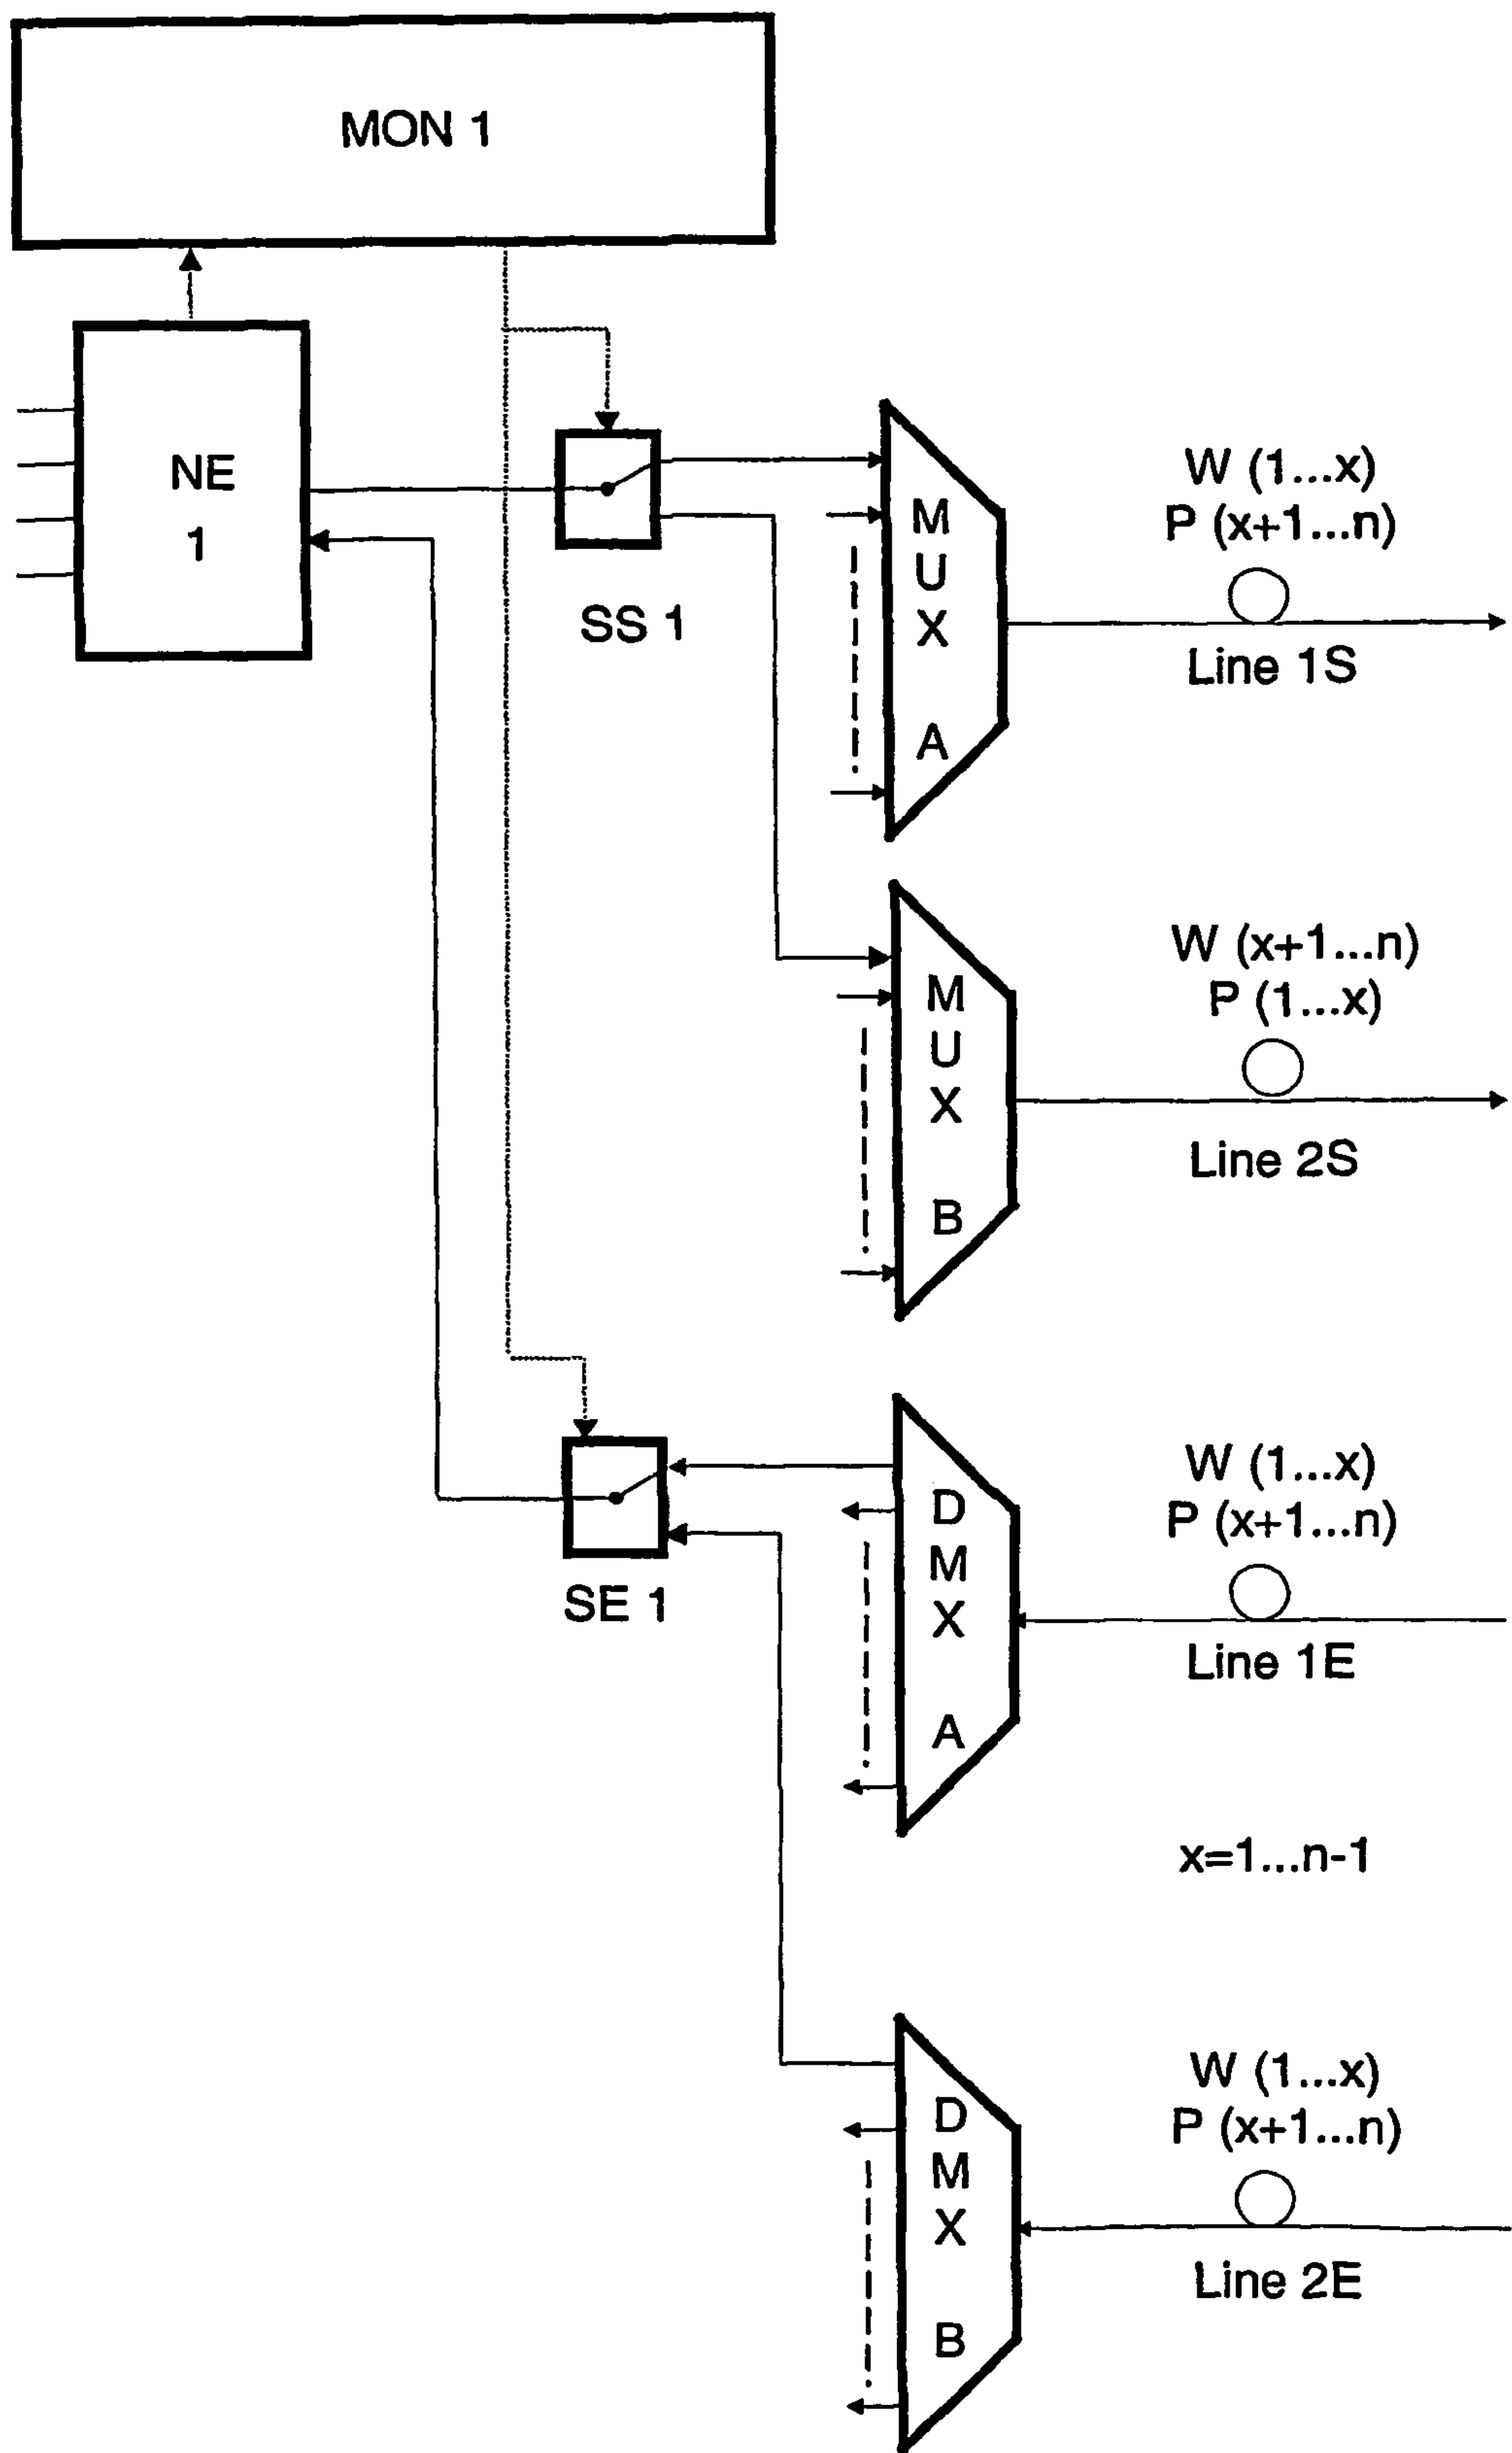 MON 1
NE
1
SS 1
M
U
X
A
W (1...x)
P (x+1...n)
Line 1S
M
U
X
B
W (x+1...n)
P (1...x)
Line 2S
SE 1
D
M
X
A
W (1...x)
P (x+1...n)
Line 1E
x=1...n-1
D
M
X
B
W (1...x)
P (x+1...n)
Line 2E